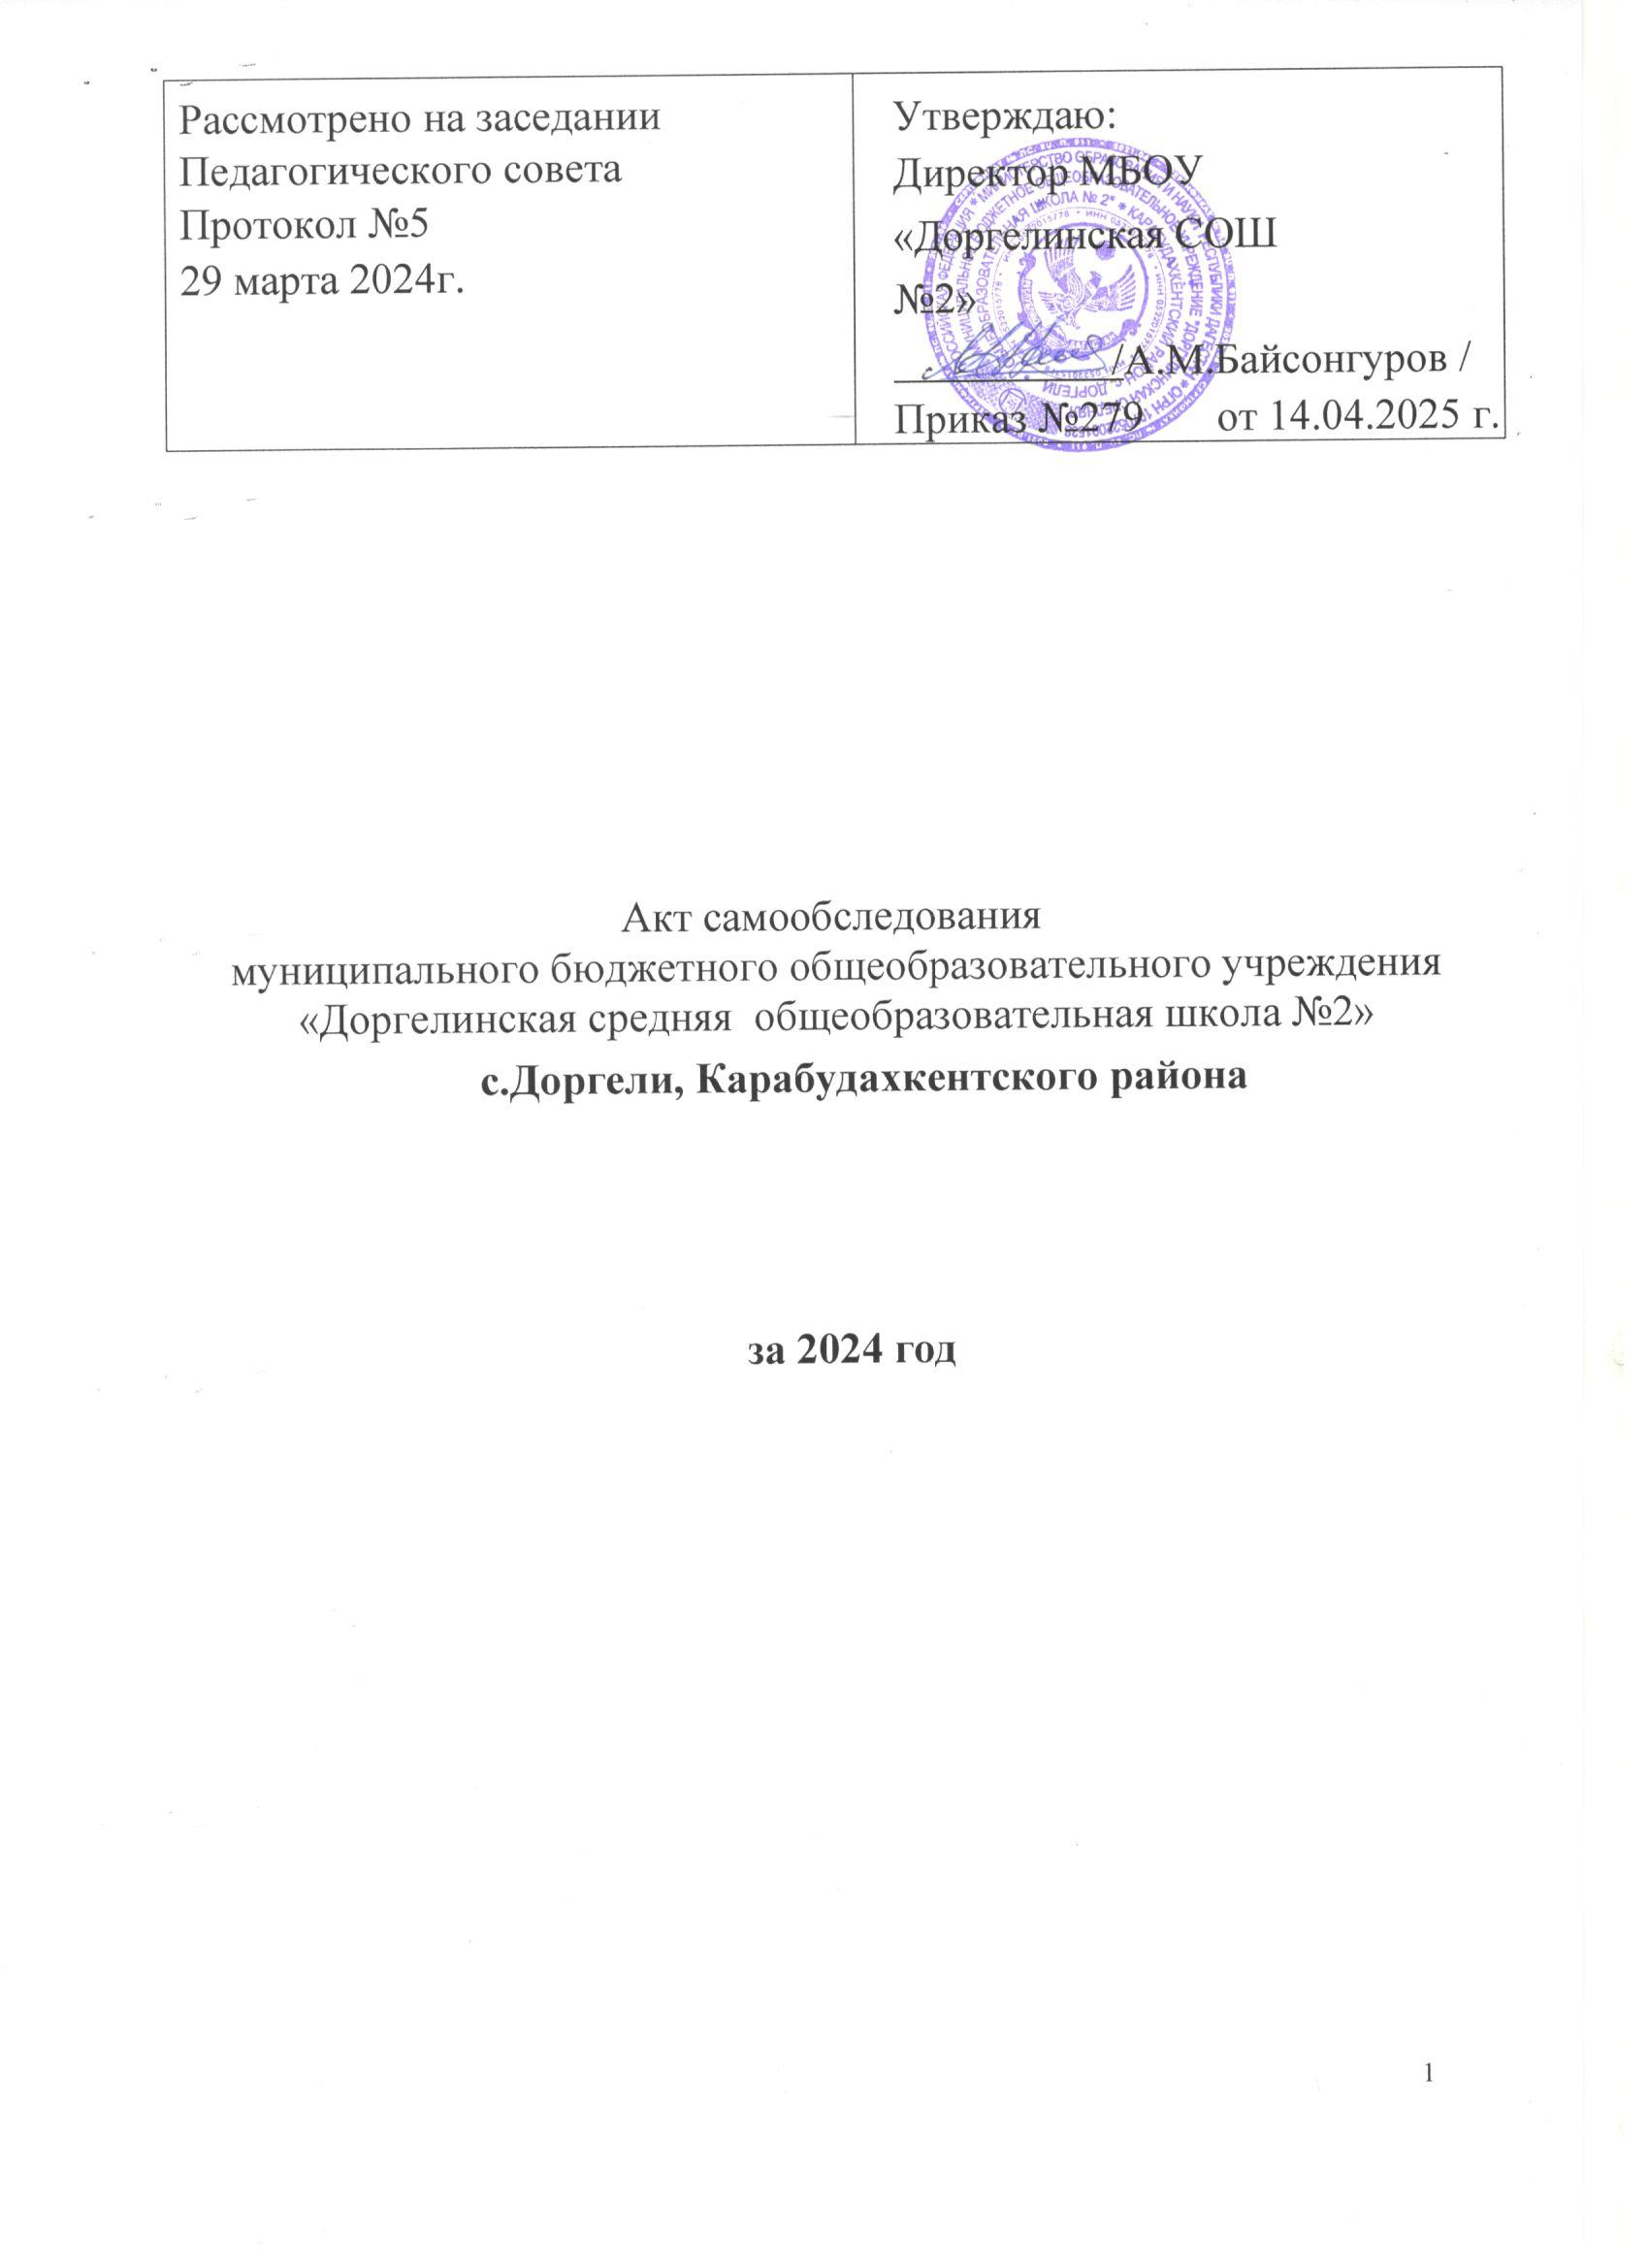 Рассмотрено на заседании
Педагогического совета
Протокол №5
29 марта 2024г.
Утверждаю:
Директор МБОУ
«Доргелинская СОШ
№2»
/А.М.Байсонгуров /
Приказ №279 от 14.04.2025 г.
Акт самообследования
муниципального бюджетного общеобразовательного учреждения
«Доргелинская средняя общеобразовательная школа №2»
с.Доргели, Карабудахкентского района
за 2024 год
1